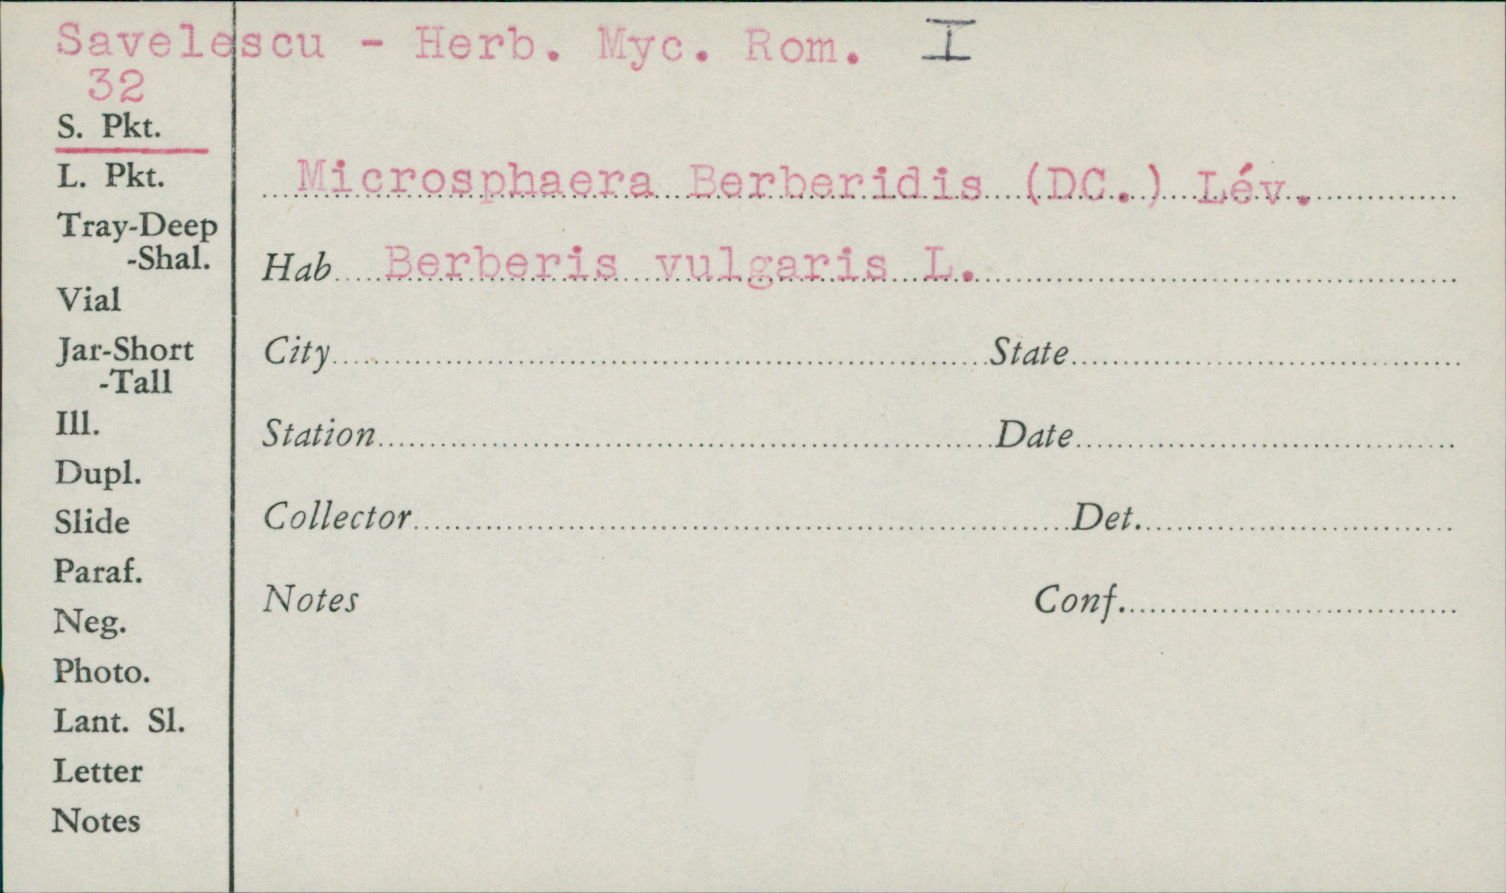 Savelescu - Herb. Myc. Rom. I
32
S. Pkt.
L. Pkt.
Microsphaera Berberidis (DC.) Lév.
Tray-Deep
-Shal.
Hab Berberis vulgaris L.
Vial
Jar-Short
-Tall
City State
Ill.
Station Date
Dupl.
Slide
Collector Det.
Paraf.
Neg.
Notes Conf.
Photo.
Lant. Sl.
Letter
Notes